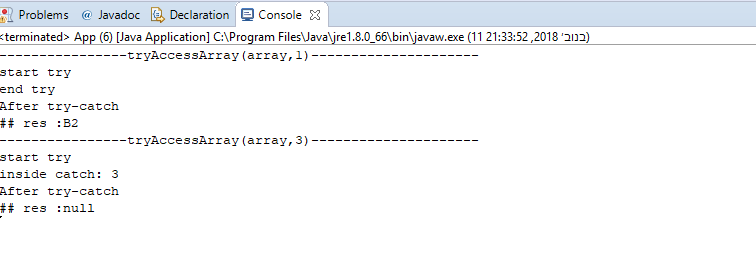 Problems @ Javadoc Declaration Console
<terminated> App (6) [Java Application] C:\Program Files\Java\jre1.8.0_66\bin\javaw.exe (11 בנוב׳ 2018, 21:33:52)
----------------tryAccessArray(array,1)---------------------
start try
end try
After try-catch
## res :B2
----------------tryAccessArray(array,3)---------------------
start try
inside catch: 3
After try-catch
## res :null